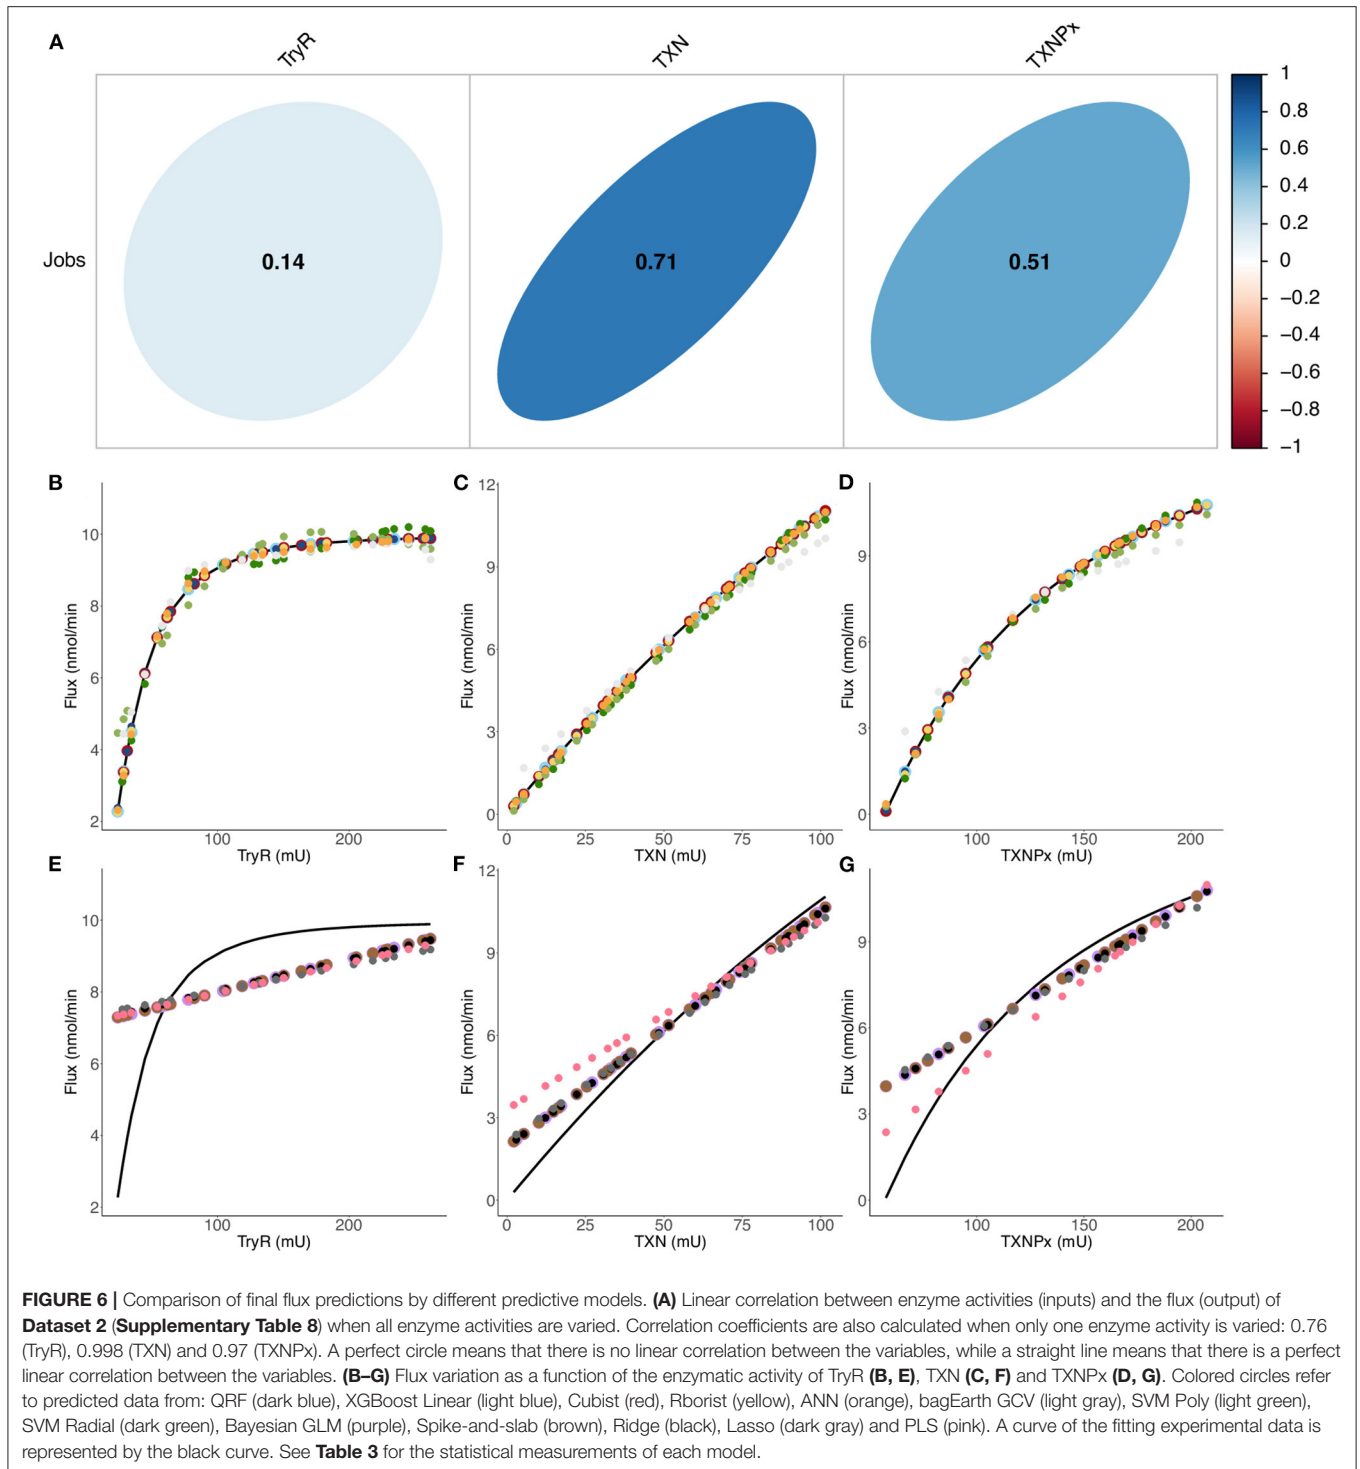 A
TryR
TXN
TXNPx
Jobs
0.14
0.71
0.51
1
0.8
0.6
0.4
0.2
0
−0.2
−0.4
−0.6
−0.8
−1
B
10
8
6
4
2
100
200
Flux (nmol/min)
TryR (mU)
C
12
9
6
3
0
0
25
50
75
100
Flux (nmol/min)
TXN (mU)
D
9
6
3
0
100
150
200
Flux (nmol/min)
TXNPx (mU)
E
10
8
6
4
2
100
200
Flux (nmol/min)
TryR (mU)
F
12
9
6
3
0
0
25
50
75
100
Flux (nmol/min)
TXN (mU)
G
9
6
3
0
100
150
200
Flux (nmol/min)
TXNPx (mU)
FIGURE 6 | Comparison of final flux predictions by different predictive models. (A) Linear correlation between enzyme activities (inputs) and the flux (output) of
Dataset 2 (Supplementary Table 8) when all enzyme activities are varied. Correlation coefficients are also calculated when only one enzyme activity is varied: 0.76
(TryR), 0.998 (TXN) and 0.97 (TXNPx). A perfect circle means that there is no linear correlation between the variables, while a straight line means that there is a perfect
linear correlation between the variables. (B–G) Flux variation as a function of the enzymatic activity of TryR (B, E), TXN (C, F) and TXNPx (D, G). Colored circles refer
to predicted data from: QRF (dark blue), XGBoost Linear (light blue), Cubist (red), Rborist (yellow), ANN (orange), bagEarth GCV (light gray), SVM Poly (light green),
SVM Radial (dark green), Bayesian GLM (purple), Spike-and-slab (brown), Ridge (black), Lasso (dark gray) and PLS (pink). A curve of the fitting experimental data is
represented by the black curve. See Table 3 for the statistical measurements of each model.